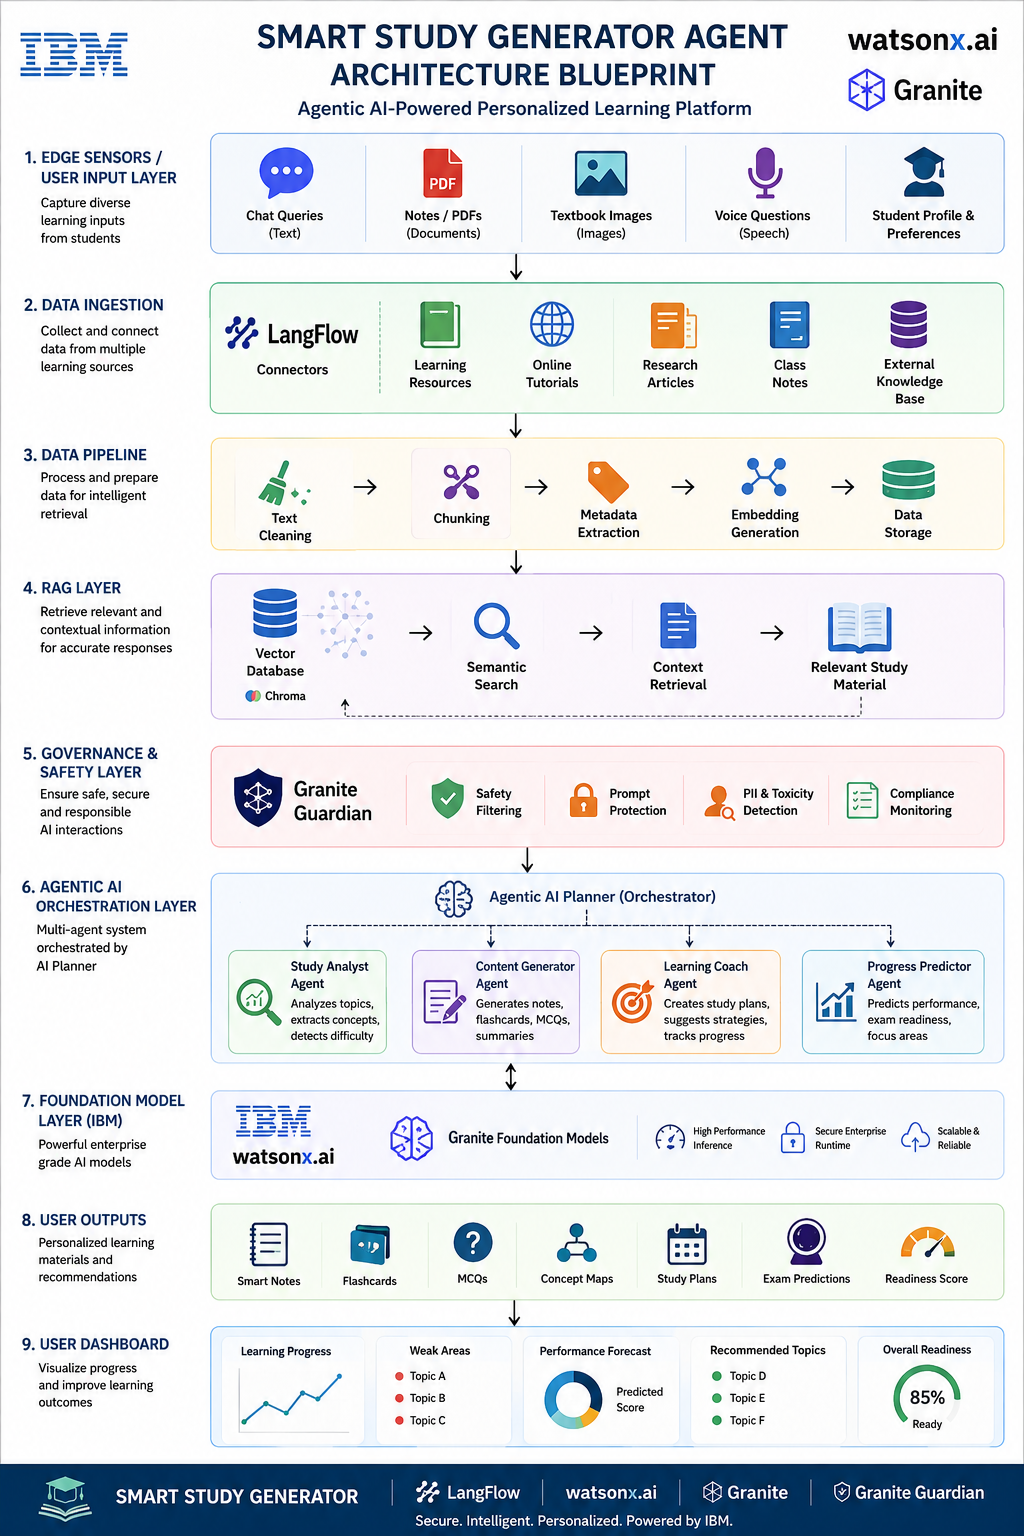 IBM
SMART STUDY GENERATOR AGENT
ARCHITECTURE BLUEPRINT
Agentic AI-Powered Personalized Learning Platform
watsonx.ai
Granite
1. EDGE SENSORS /
USER INPUT LAYER
Capture diverse
learning inputs
from students
Chat Queries
(Text)
PDF
Notes / PDFs
(Documents)
Textbook Images
(Images)
Voice Questions
(Speech)
Student Profile &
Preferences
2. DATA INGESTION
Collect and connect
data from multiple
learning sources
LangFlow
Connectors
Learning
Resources
Online
Tutorials
Research
Articles
Class
Notes
External
Knowledge
Base
3. DATA PIPELINE
Process and prepare
data for intelligent
retrieval
Text
Cleaning
Chunking
Metadata
Extraction
Embedding
Generation
Data
Storage
4. RAG LAYER
Retrieve relevant and
contextual information
for accurate responses
Vector
Database
Chroma
Semantic
Search
Context
Retrieval
Relevant Study
Material
5. GOVERNANCE &
SAFETY LAYER
Ensure safe, secure
and responsible
AI interactions
Granite
Guardian
Safety
Filtering
Prompt
Protection
PII & Toxicity
Detection
Compliance
Monitoring
6. AGENTIC AI
ORCHESTRATION LAYER
Multi-agent system
orchestrated by
AI Planner
Agentic AI Planner (Orchestrator)
Study Analyst
Agent
Analyzes topics,
extracts concepts,
detects difficulty
Content Generator
Agent
Generates notes,
flashcards, MCQs,
summaries
Learning Coach
Agent
Creates study plans,
suggests strategies,
tracks progress
Progress Predictor
Agent
Predicts performance,
exam readiness,
focus areas
7. FOUNDATION MODEL
LAYER (IBM)
Powerful enterprise
grade AI models
IBM
watsonx.ai
Granite Foundation Models
High Performance
Inference
Secure Enterprise
Runtime
Scalable &
Reliable
8. USER OUTPUTS
Personalized learning
materials and
recommendations
Smart Notes
Flashcards
?
MCQs
Concept Maps
Study Plans
Exam Predictions
Readiness Score
9. USER DASHBOARD
Visualize progress
and improve learning
outcomes
Learning Progress
Weak Areas
Topic A
Topic B
Topic C
Performance Forecast
Predicted
Score
Recommended Topics
Topic D
Topic E
Topic F
Overall Readiness
85%
Ready
SMART STUDY GENERATOR
LangFlow
watsonx.ai
Granite
Granite Guardian
Secure. Intelligent. Personalized. Powered by IBM.